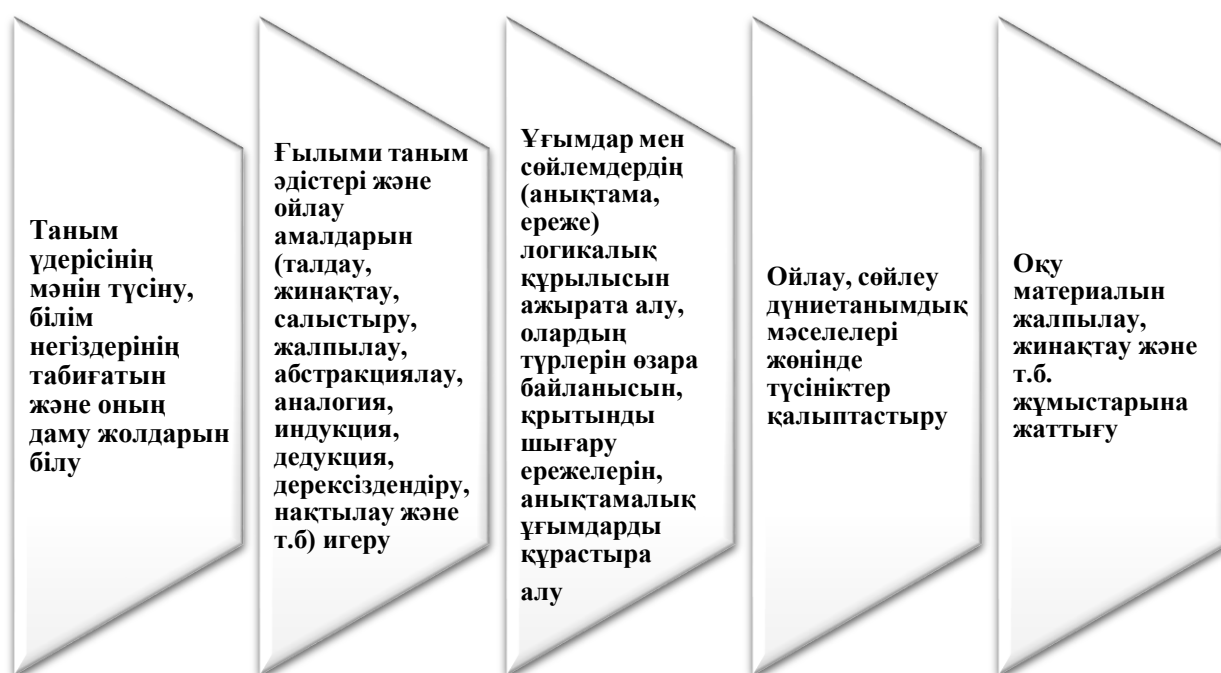 Таным
үдерісінің
мәнін түсіну,
білім
негіздерінің
табиғатын
және оның
даму жолдарын
білу
Ғылыми таным
әдістері және
ойлау
амалдарын
(талдау,
жинақтау,
салыстыру,
жалпылау,
абстракциялау,
аналогия,
индукция,
дедукция,
дерексіздендіру,
нақтылау және
т.б) игеру
Ұғымдар мен
сөйлемдердің
(анықтама,
ереже)
логикалық
құрылысын
ажырата алу,
олардың
түрлерін өзара
байланысын,
қрытынды
шығару
ережелерін,
анықтамалық
ұғымдарды
құрастыра
алу
Ойлау, сөйлеу
дүниетанымдық
мәселелері
жөнінде
түсініктер
қалыптастыру
Оқу
материалын
жалпылау,
жинақтау және
т.б.
жұмыстарына
жаттығу